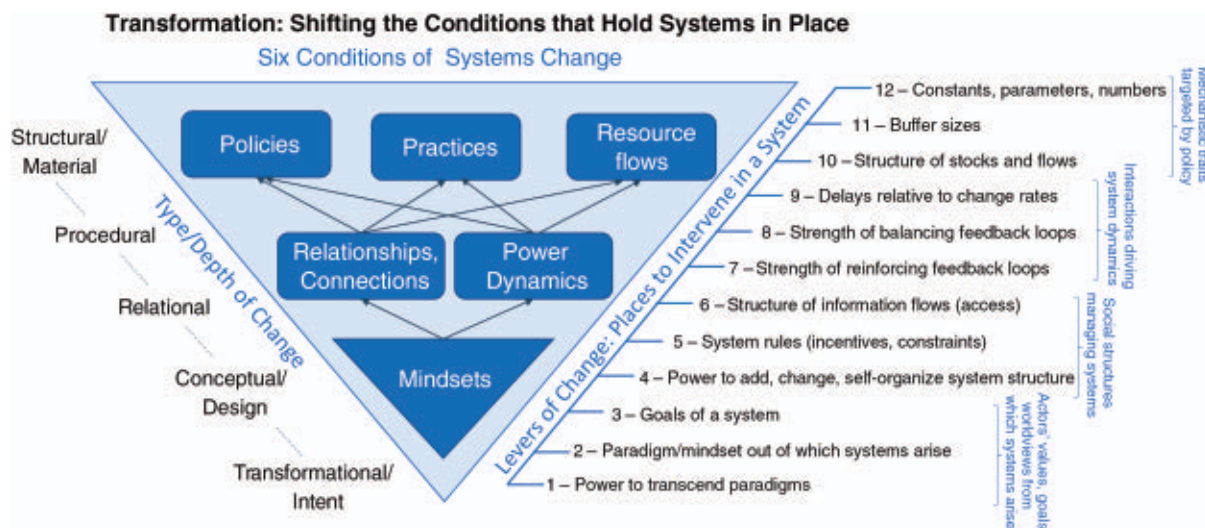 Transformation: Shifting the Conditions that Hold Systems in Place
Six Conditions of Systems Change
Structural/
Material
Procedural
Relational
Conceptual/
Design
Transformational/
Intent
Type/Depth of Change
Policies
Practices
Resource
flows
Relationships,
Connections
Power
Dynamics
Mindsets
Levers of Change: Places to Intervene in a System
12 – Constants, parameters, numbers
11 – Buffer sizes
10 – Structure of stocks and flows
9 – Delays relative to change rates
8 – Strength of balancing feedback loops
7 – Strength of reinforcing feedback loops
6 – Structure of information flows (access)
5 – System rules (incentives, constraints)
4 – Power to add, change, self-organize system structure
3 – Goals of a system
2 – Paradigm/mindset out of which systems arise
1 – Power to transcend paradigms
targeted by policy
Interactions driving
system dynamics
Social structures
managing systems
Actors' values, goals
worldviews from
which systems arise